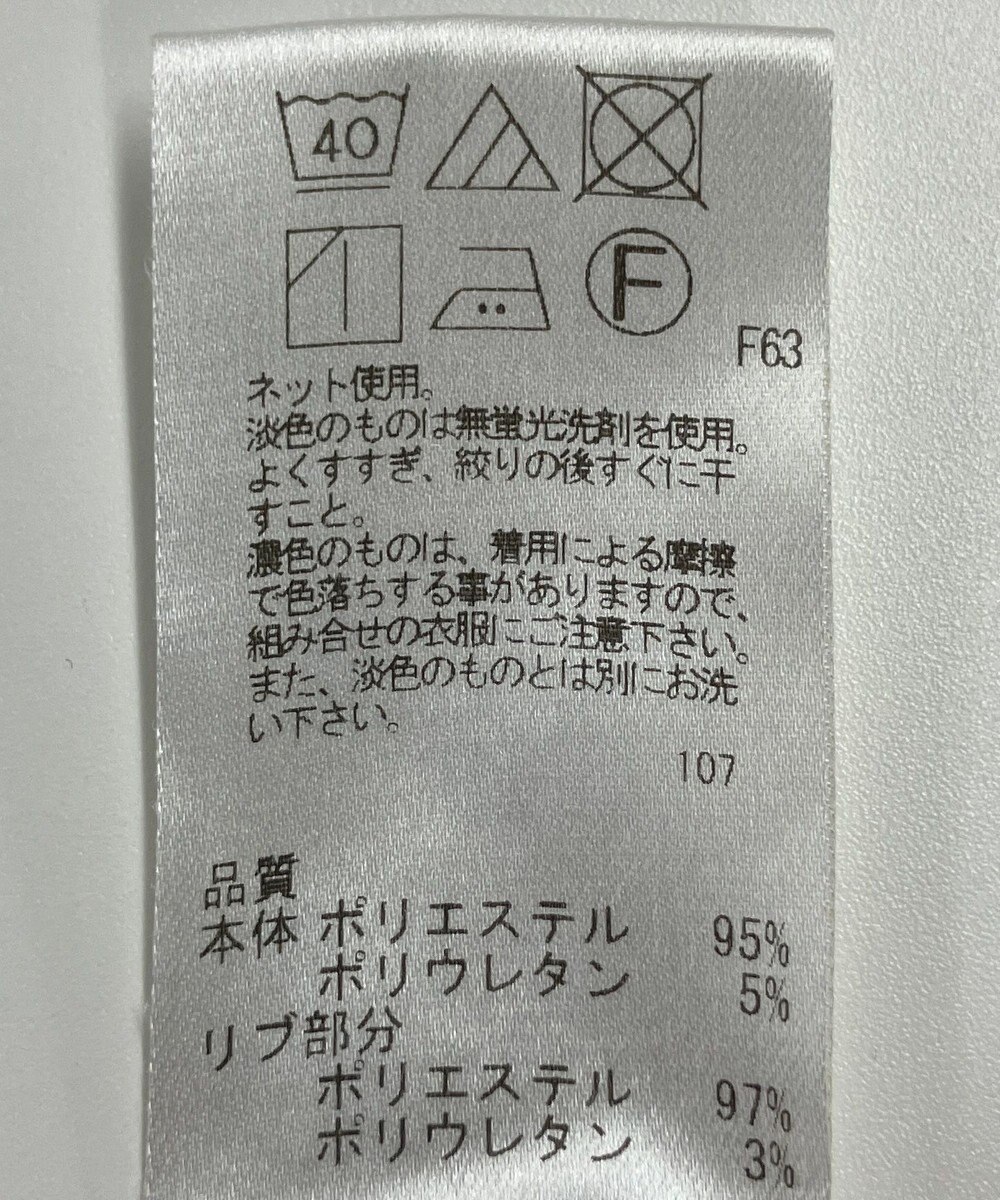 40
F
F63
ネット使用。
淡色のものは無蛍光洗剤を使用。
よくすすぎ、絞りの後すぐに干
すこと。
濃色のものは、着用による摩擦
で色落ちする事がありますので、
組み合せの衣服にご注意下さい。
また、淡色のものとは別にお洗
い下さい。
107
品質
本体 ポリエステル 95%
ポリウレタン 5%
リブ部分
ポリエステル 97%
ポリウレタン 3%